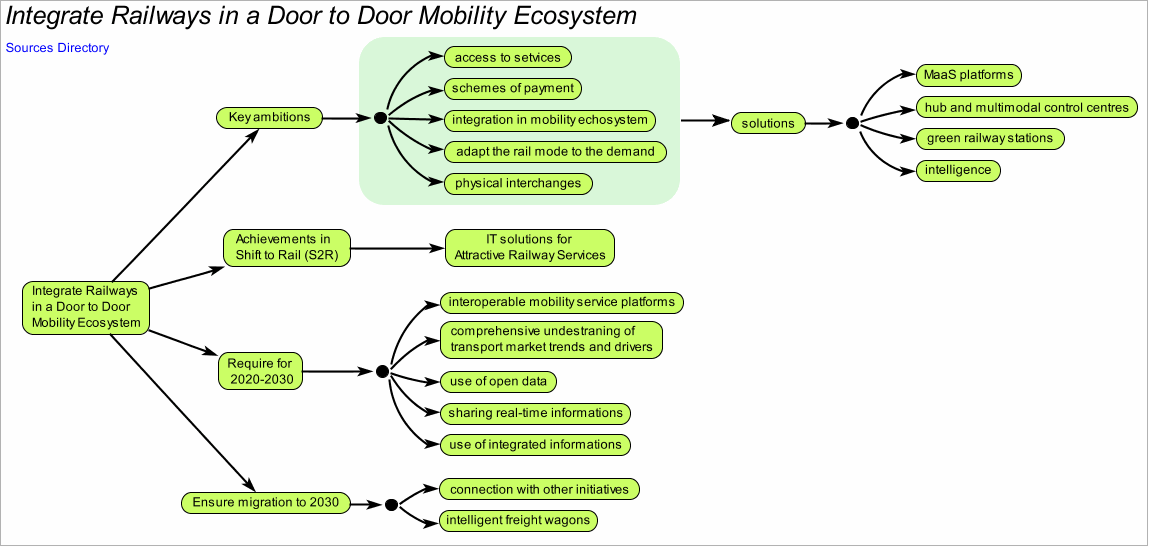 Integrate Railways in a Door to Door Mobility Ecosystem
Sources Directory
Integrate Railways
in a Door to Door
Mobility Ecosystem
Key ambitions
access to setvices
schemes of payment
integration in mobility echosystem
adapt the rail mode to the demand
physical interchanges
solutions
MaaS platforms
hub and multimodal control centres
green railway stations
intelligence
Achievements in
Shift to Rail (S2R)
IT solutions for
Attractive Railway Services
Require for
2020-2030
interoperable mobility service platforms
comprehensive undestraning of
transport market trends and drivers
use of open data
sharing real-time informations
use of integrated informations
Ensure migration to 2030
connection with other initiatives
intelligent freight wagons